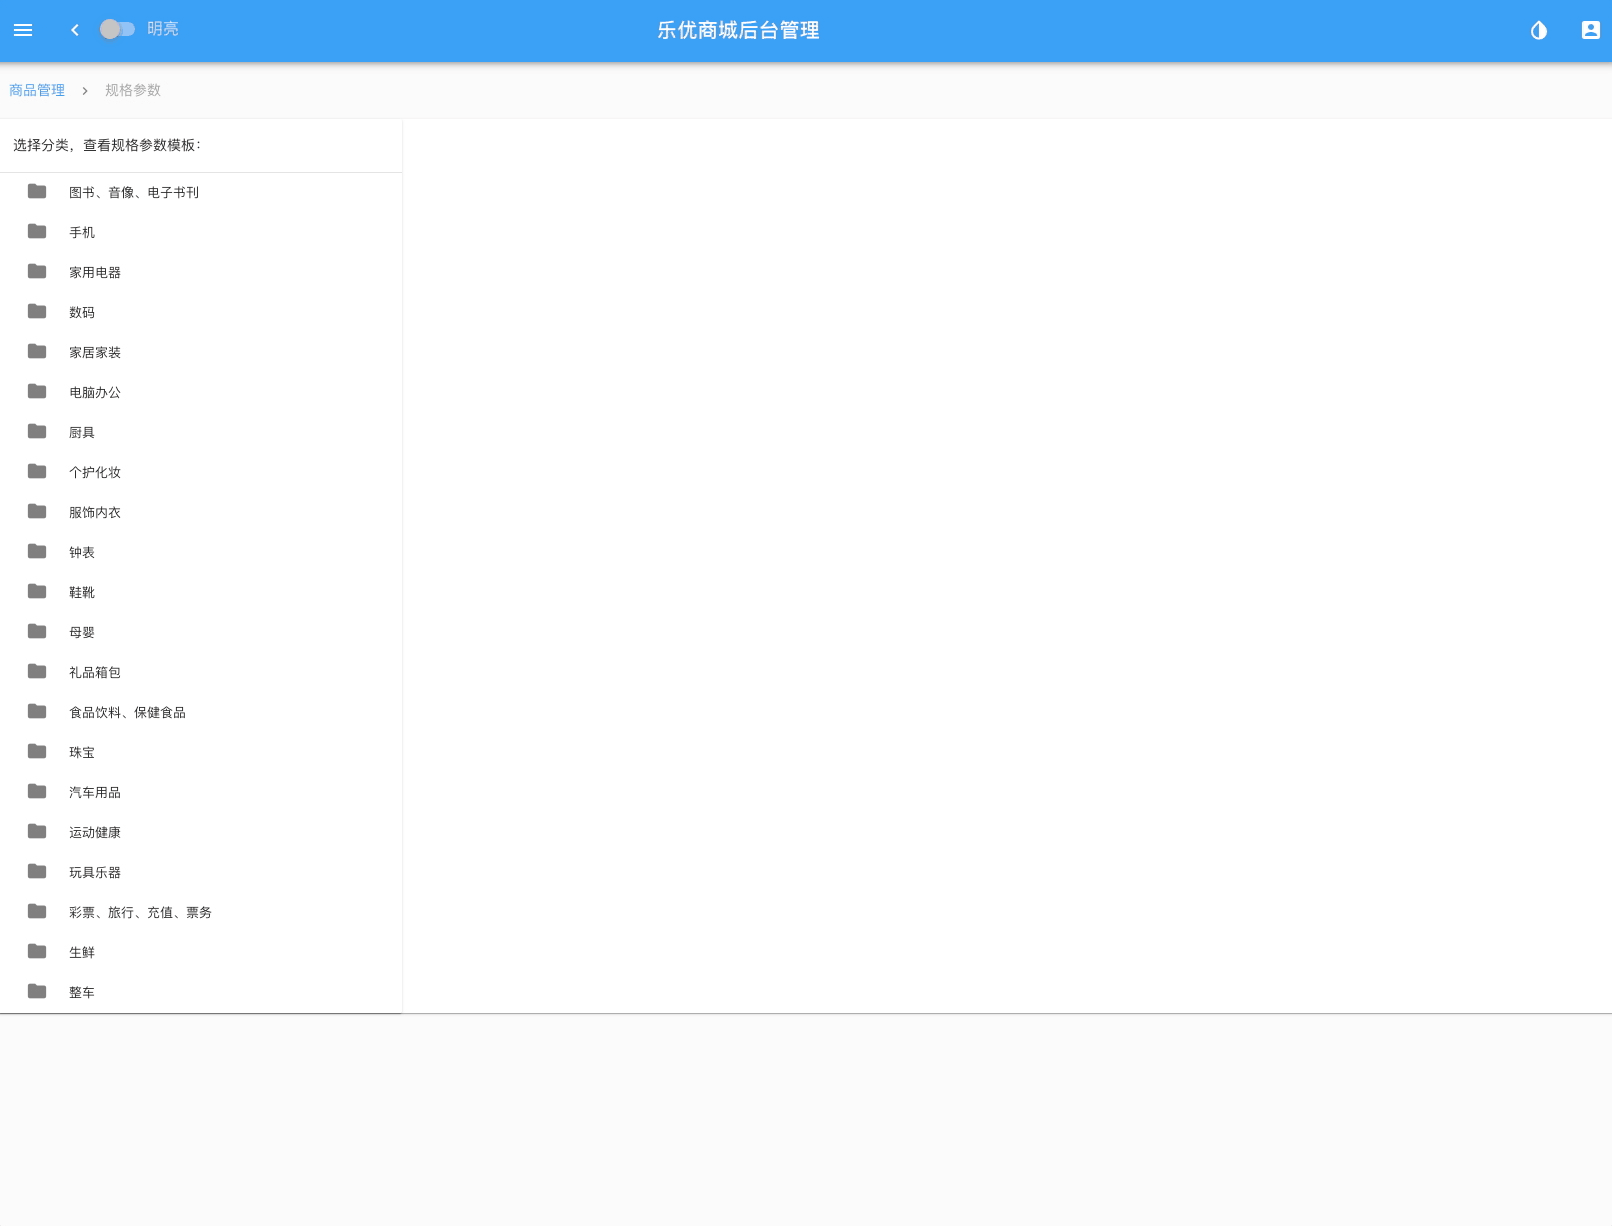 明亮
乐优商城后台管理
商品管理 > 规格参数
选择分类，查看规格参数模板：
图书、音像、电子书刊
手机
家用电器
数码
家居家装
电脑办公
厨具
个护化妆
服饰内衣
钟表
鞋靴
母婴
礼品箱包
食品饮料、保健食品
珠宝
汽车用品
运动健康
玩具乐器
彩票、旅行、充值、票务
生鲜
整车